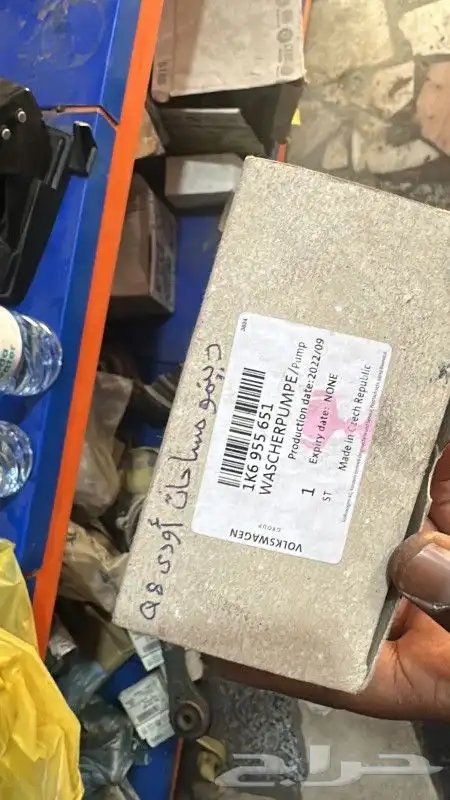 دينمو مساحات أودي Q8
1K6 955 651
WASCHERPUMPE/Pump
Production date: 2022/09
Expiry date: NONE
1
ST
Made in Czech Republic
VOLKSWAGEN
GROUP
حراج